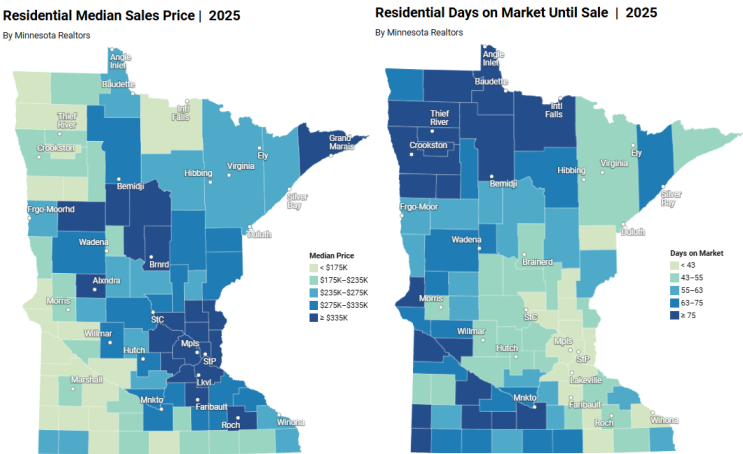 Residential Median Sales Price | 2025
By Minnesota Realtors
Angle
Inlet
Baudette
Intl
Falls
Thief
River
Crookston
Grand
Marais
Ely
Virginia
Hibbing
Bemidji
Silver
Bay
Frgo-Moorhd
Duluth
Wadena
Brnrd
Alxndra
Morris
StC
Willmar
Hutch
Mpls
StP
Lkvl
Marshall
Mnkto
Faribault
Roch
Winona
Median Price
< $175K
$175K–$235K
$235K–$275K
$275K–$335K
≥ $335K
Residential Days on Market Until Sale | 2025
By Minnesota Realtors
Angle
Inlet
Baudette
Intl
Falls
Thief
River
Crookston
Ely
Virginia
Hibbing
Bemidji
Silver
Bay
Frgo-Moor
Duluth
Wadena
Brainerd
Morris
StC
Willmar
Hutch
Mpls
StP
Lakeville
Mnkto
Faribault
Roch
Winona
Days on Market
< 43
43–55
55–63
63–75
≥ 75